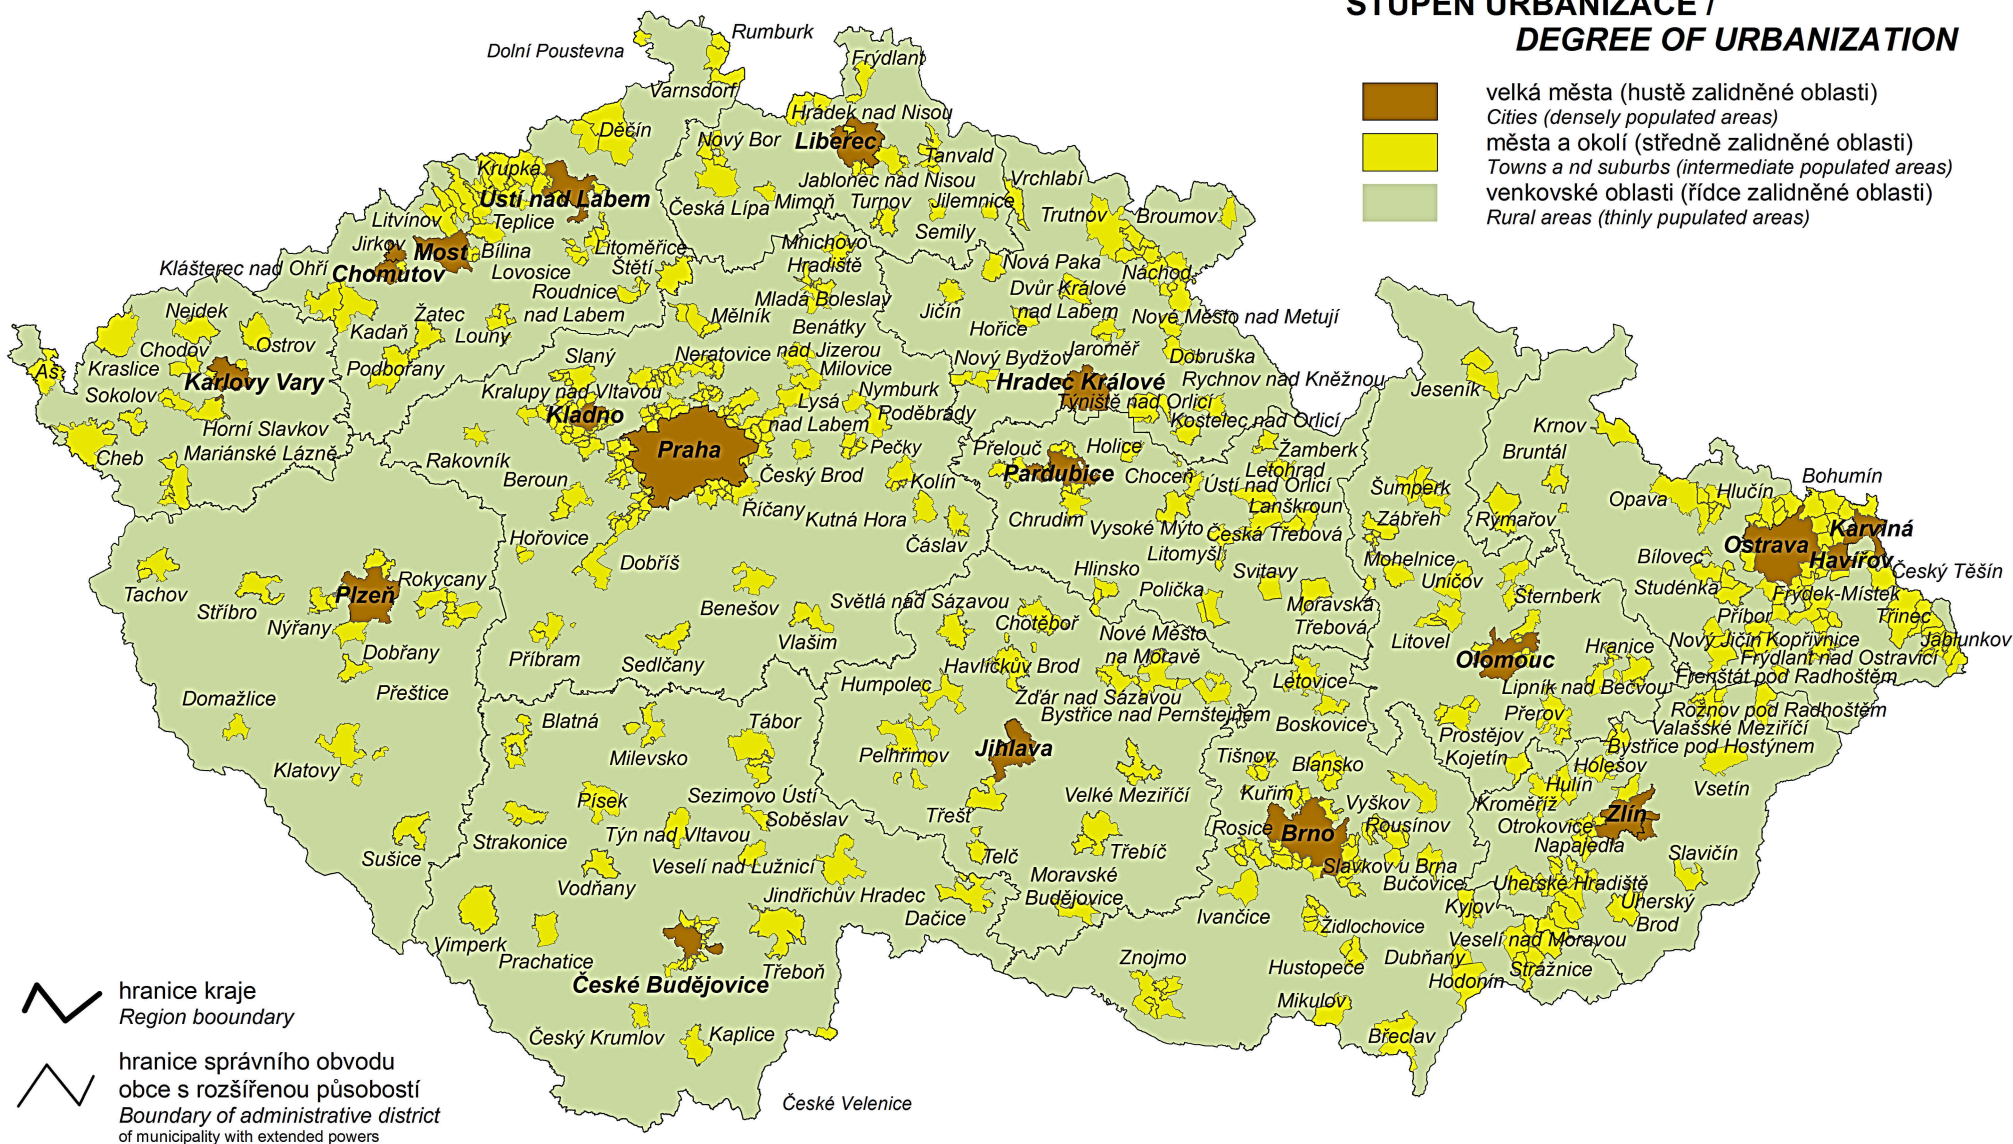 STUPEŇ URBANIZACE /
DEGREE OF URBANIZATION
velká města (hustě zalidněné oblasti)
Cities (densely populated areas)
města a okolí (středně zalidněné oblasti)
Towns a nd suburbs (intermediate populated areas)
venkovské oblasti (řídce zalidněné oblasti)
Rural areas (thinly pupulated areas)
Dolní Poustevna
Rumburk
Varnsdorf
Frýdlant
Děčín
Hrádek nad Nisou
Nový Bor
Liberec
Tanvald
Krupka
Ústí nad Labem
Jablonec nad Nisou
Vrchlabí
Česká Lípa
Mimoň
Turnov
Jilemnice
Trutnov
Broumov
Litvínov
Teplice
Semily
Jirkov
Most
Bílina
Litoměřice
Mnichovo
Hradiště
Klášterec nad Ohří
Chomutov
Lovosice
Štětí
Nová Paka
Náchod
Roudnice
nad Labem
Mladá Boleslav
Jičín
Dvůr Králové
nad Labem
Nejdek
Žatec
Mělník
Benátky
nad Jizerou
Hořice
Nové Město nad Metují
Chodov
Ostrov
Kadaň
Louny
Slaný
Neratovice
Milovice
Nový Bydžov
Jaroměř
Dobruška
Aš
Kraslice
Karlovy Vary
Podbořany
Kralupy nad Vltavou
Nymburk
Hradec Králové
Rychnov nad Kněžnou
Jeseník
Sokolov
Kladno
Lysá
nad Labem
Poděbrady
Týniště nad Orlicí
Kostelec nad Orlicí
Krnov
Horní Slavkov
Praha
Pečky
Přelouč
Holice
Žamberk
Bruntál
Cheb
Mariánské Lázně
Rakovník
Beroun
Český Brod
Kolín
Pardubice
Choceň
Letohrad
Ústí nad Orlicí
Šumperk
Opava
Hlučín
Bohumín
Říčany
Kutná Hora
Chrudim
Vysoké Mýto
Lanškroun
Česká Třebová
Zábřeh
Rýmařov
Karviná
Hořovice
Čáslav
Litomyšl
Ostrava
Havířov
Dobříš
Hlinsko
Svitavy
Mohelnice
Bílovec
Český Těšín
Tachov
Rokycany
Plzeň
Benešov
Polička
Uničov
Šternberk
Studénka
Frýdek-Místek
Stříbro
Světlá nad Sázavou
Chotěboř
Moravská
Třebová
Příbor
Třinec
Nýřany
Vlašim
Nové Město
na Moravě
Litovel
Nový Jičín
Kopřivnice
Jablunkov
Dobřany
Příbram
Sedlčany
Havlíčkův Brod
Olomouc
Hranice
Frýdlant nad Ostravicí
Frenštát pod Radhoštěm
Domažlice
Přeštice
Humpolec
Žďár nad Sázavou
Letovice
Lipník nad Bečvou
Rožnov pod Radhoštěm
Blatná
Tábor
Bystřice nad Pernštejnem
Boskovice
Přerov
Valašské Meziříčí
Klatovy
Milevsko
Pelhřimov
Jihlava
Tišnov
Blansko
Prostějov
Kojetín
Bystřice pod Hostýnem
Holešov
Písek
Sezimovo Ústí
Velké Meziříčí
Kuřim
Vyškov
Hulín
Vsetín
Soběslav
Třešť
Kroměříž
Zlín
Strakonice
Týn nad Vltavou
Rosice
Brno
Rousínov
Otrokovice
Napajedla
Sušice
Veselí nad Lužnicí
Telč
Třebíč
Slavkov u Brna
Slavičín
Vodňany
Jindřichův Hradec
Moravské
Budějovice
Bučovice
Uherské Hradiště
Dačice
Ivančice
Kyjov
Uherský
Brod
Vimperk
Prachatice
Židlochovice
Veselí nad Moravou
Třeboň
Znojmo
Hustopeče
Dubňany
Strážnice
České Budějovice
Hodonín
Mikulov
Český Krumlov
Kaplice
Břeclav
České Velenice
hranice kraje
Region booundary
hranice správního obvodu
obce s rozšířenou působostí
Boundary of administrative district
of municipality with extended powers